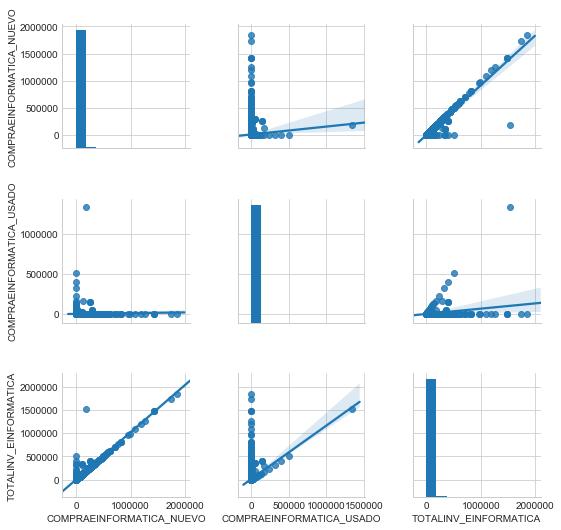 COMPRAEINFORMATICA_NUEVO
2000000
1500000
1000000
500000
0
COMPRAEINFORMATICA_USADO
1000000
500000
0
TOTALINV_EINFORMATICA
2000000
1500000
1000000
500000
0
0 1000000 2000000
0 500000 1000000 1500000
0 1000000 2000000
COMPRAEINFORMATICA_NUEVO COMPRAEINFORMATICA_USADO TOTALINV_EINFORMATICA